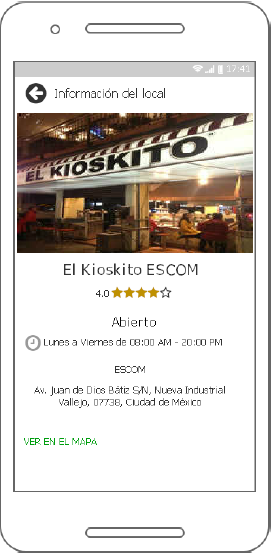 17:41
Información del local
EL KIOSKITO
El Kioskito ESCOM
4.0
Abierto
Lunes a Viernes de 08:00 AM - 20:00 PM
ESCOM
Av. Juan de Dios Bátiz S/N, Nueva Industrial
Vallejo, 07738, Ciudad de México
VER EN EL MAPA